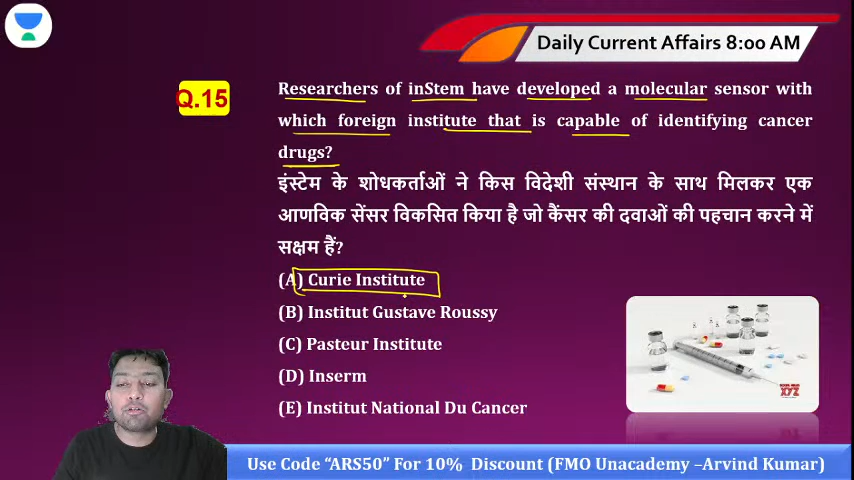 Daily Current Affairs 8:00 AM
Q.15
Researchers of inStem have developed a molecular sensor with
which foreign institute that is capable of identifying cancer
drugs?
इंस्टेम के शोधकर्ताओं ने किस विदेशी संस्थान के साथ मिलकर एक
आणविक सेंसर विकसित किया है जो कैंसर की दवाओं की पहचान करने में
सक्षम हैं?
(A) Curie Institute
(B) Institut Gustave Roussy
(C) Pasteur Institute
(D) Inserm
(E) Institut National Du Cancer
XYZ
Use Code “ARS50” For 10% Discount (FMO Unacademy –Arvind Kumar)